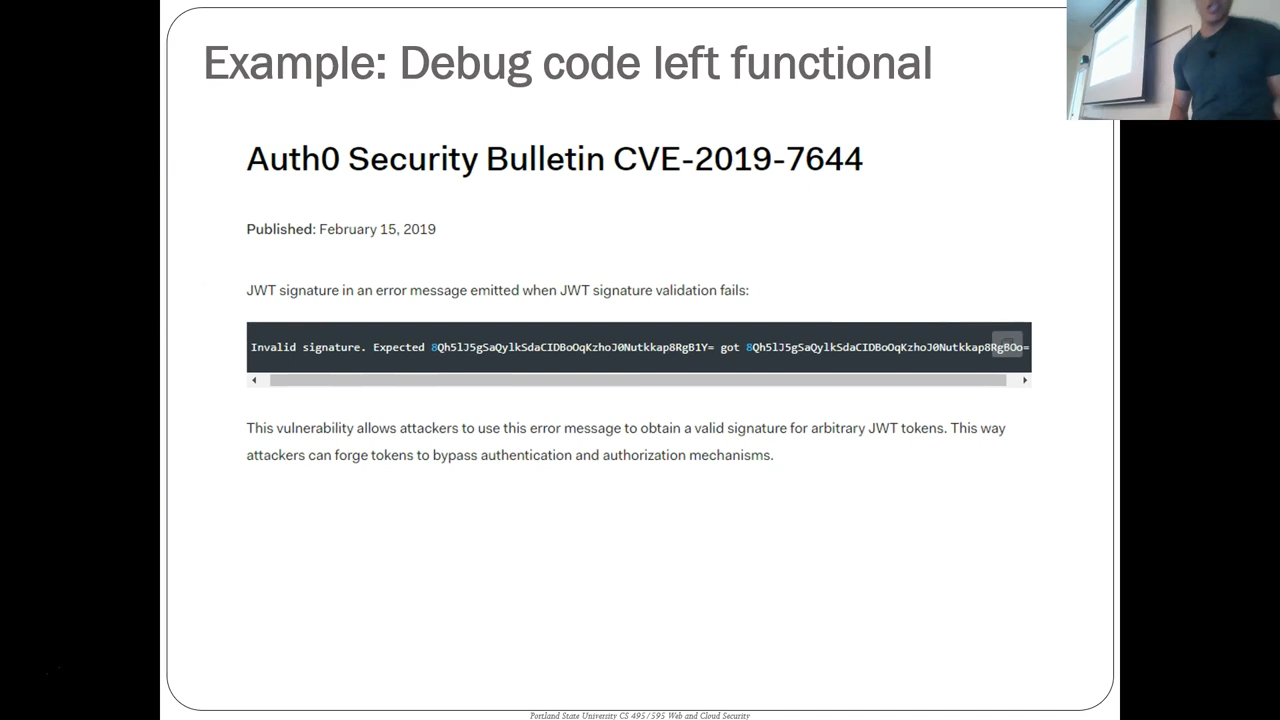 Example: Debug code left functional
Auth0 Security Bulletin CVE-2019-7644
Published: February 15, 2019
JWT signature in an error message emitted when JWT signature validation fails:
Invalid signature. Expected 8Qh5lJ5gSaQylkSdaCIDBoOqKzhoJ0Nutkkap8RgB1Y= got 8Qh5lJ5gSaQylkSdaCIDBoOqKzhoJ0Nutkkap8RgBOo=
This vulnerability allows attackers to use this error message to obtain a valid signature for arbitrary JWT tokens. This way
attackers can forge tokens to bypass authentication and authorization mechanisms.
Portland State University CS 495/595 Web and Cloud Security